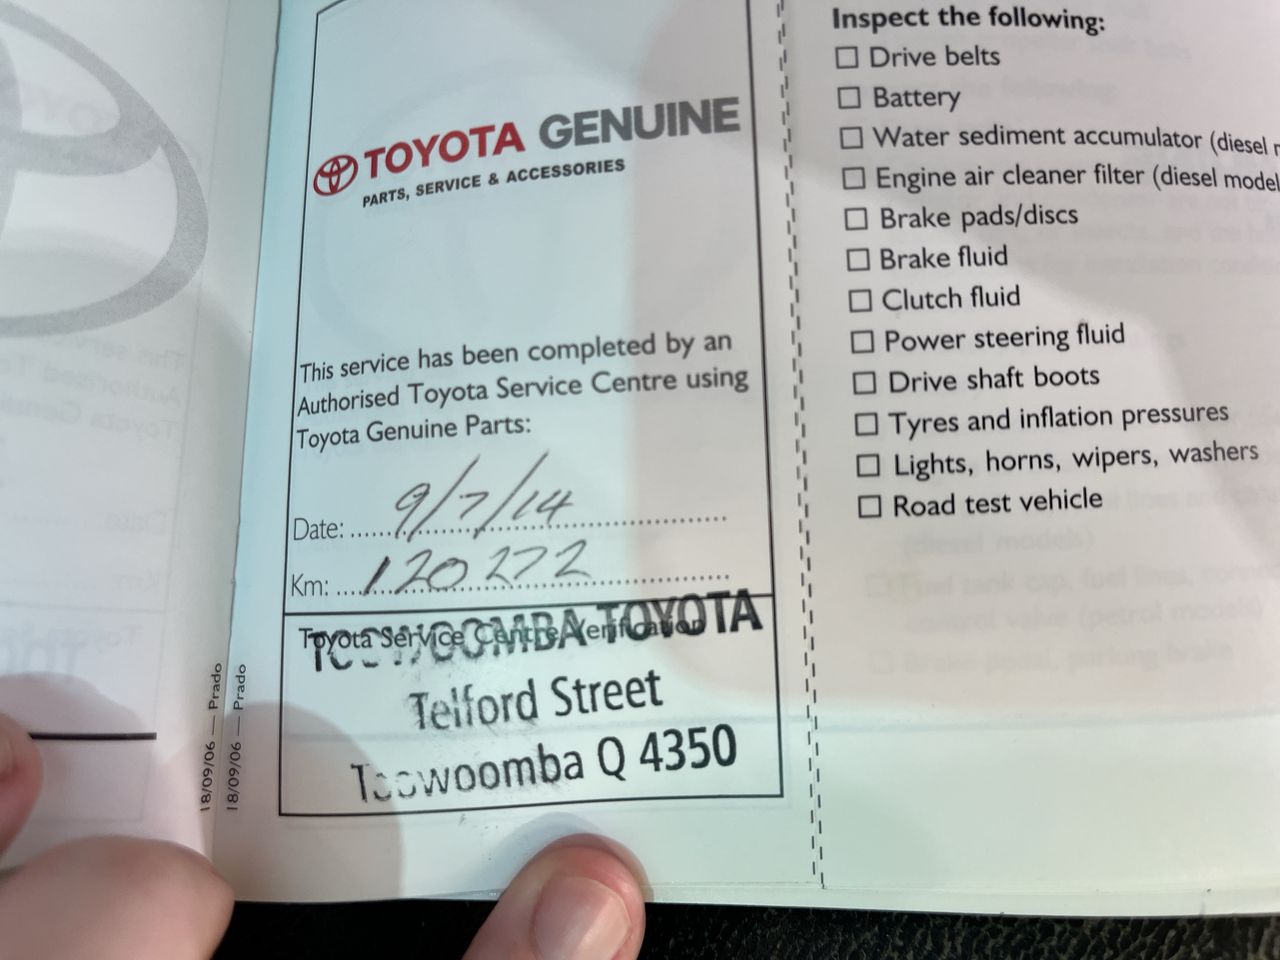 TOYOTA GENUINE
PARTS, SERVICE & ACCESSORIES
This service has been completed by an
Authorised Toyota Service Centre using
Toyota Genuine Parts:
Date: 9/7/14
Km: 120272
Toyota Service Centre Verification
TOOWOOMBA TOYOTA
Telford Street
Toowoomba Q 4350
18/09/06 — Prado
18/09/06 — Prado
Inspect the following:
☐ Drive belts
☐ Battery
☐ Water sediment accumulator (diesel
☐ Engine air cleaner filter (diesel model
☐ Brake pads/discs
☐ Brake fluid
☐ Clutch fluid
☐ Power steering fluid
☐ Drive shaft boots
☐ Tyres and inflation pressures
☐ Lights, horns, wipers, washers
☐ Road test vehicle